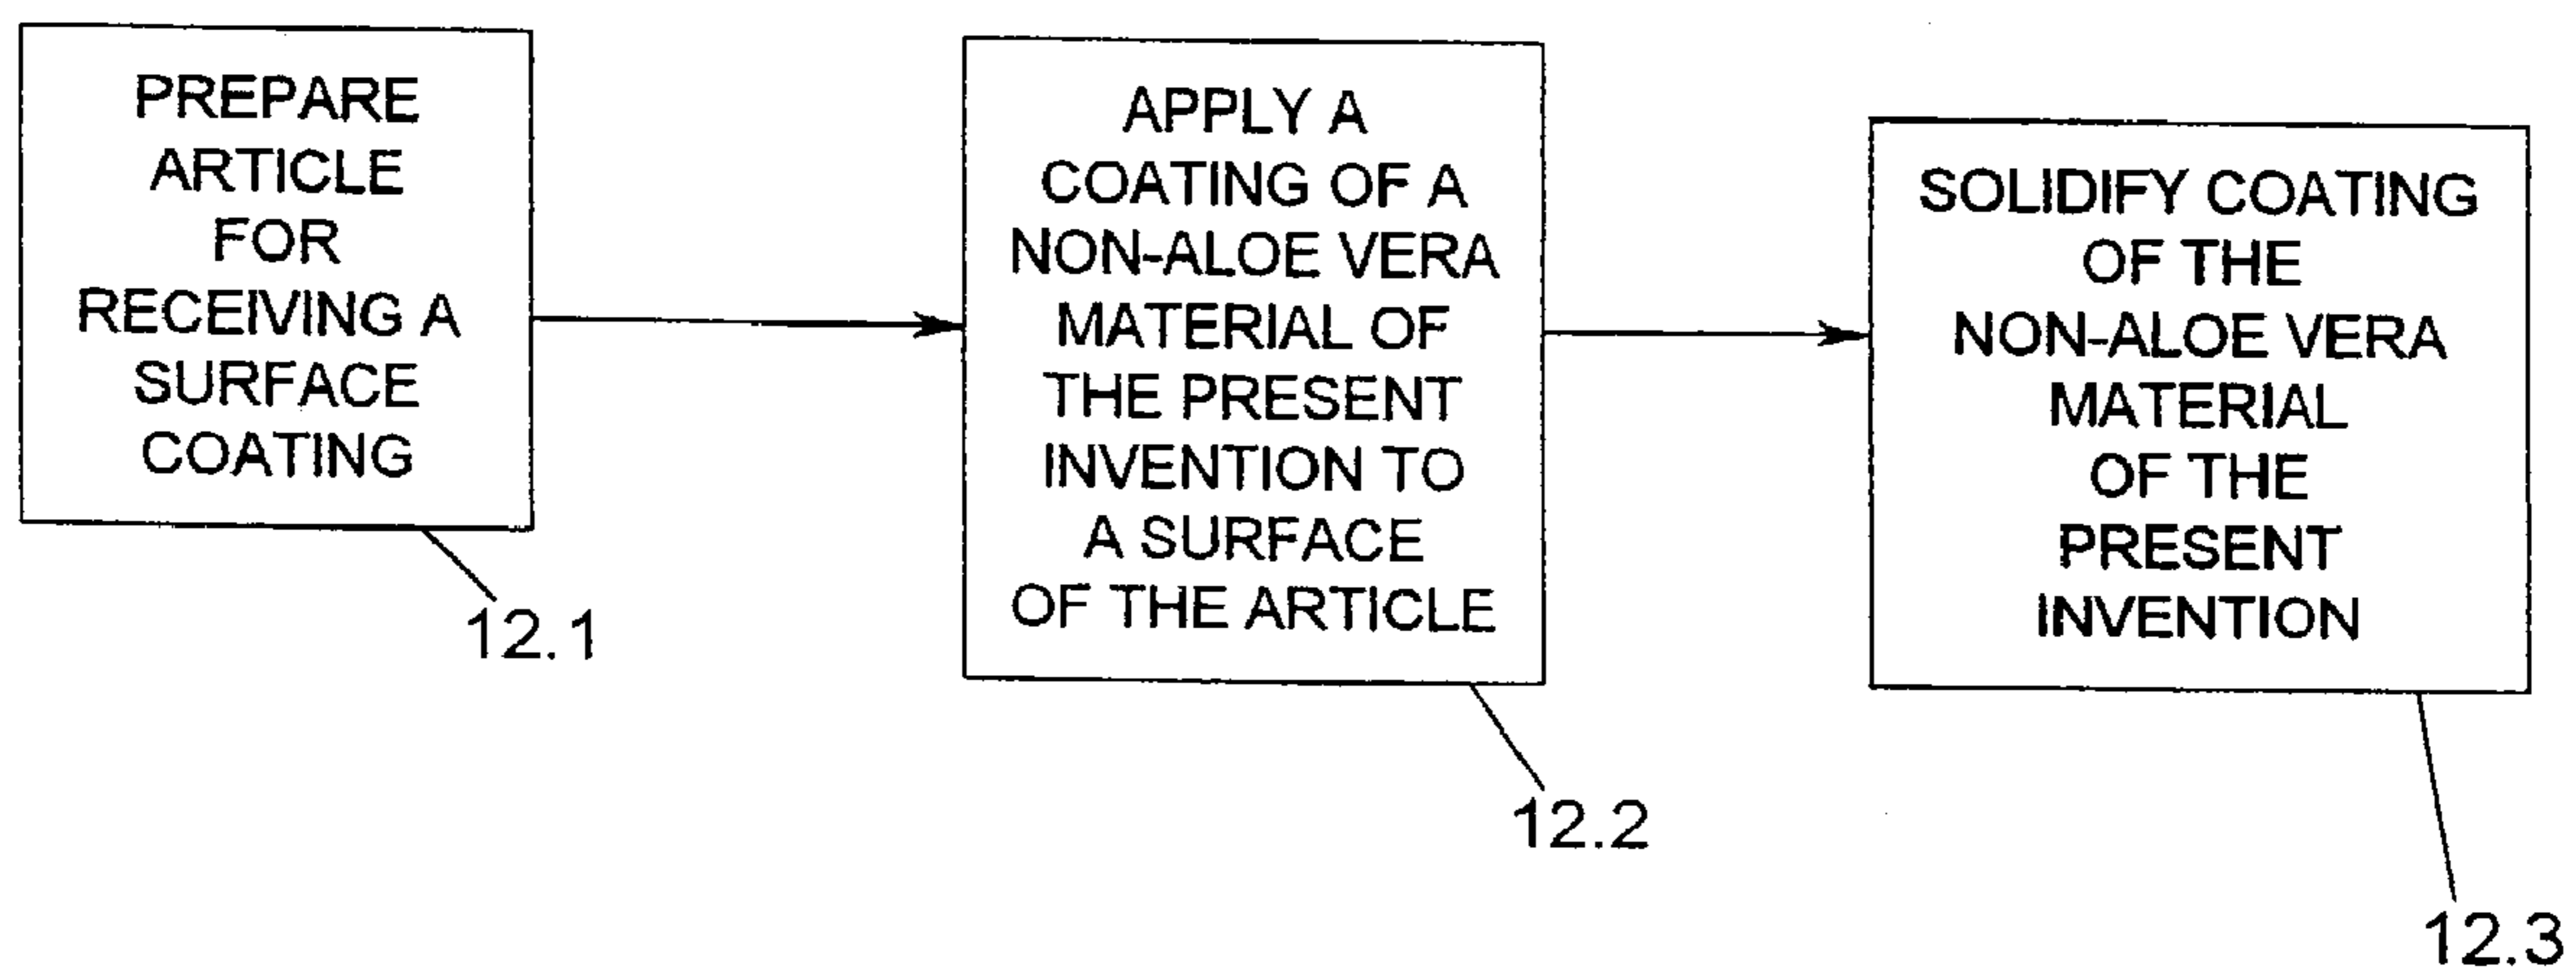 PREPARE
ARTICLE
FOR
RECEIVING A
SURFACE
COATING
12.1
APPLY A
COATING OF A
NON-ALOE VERA
MATERIAL OF
THE PRESENT
INVENTION TO
A SURFACE
OF THE ARTICLE
12.2
SOLIDIFY COATING
OF THE
NON-ALOE VERA
MATERIAL
OF THE
PRESENT
INVENTION
12.3